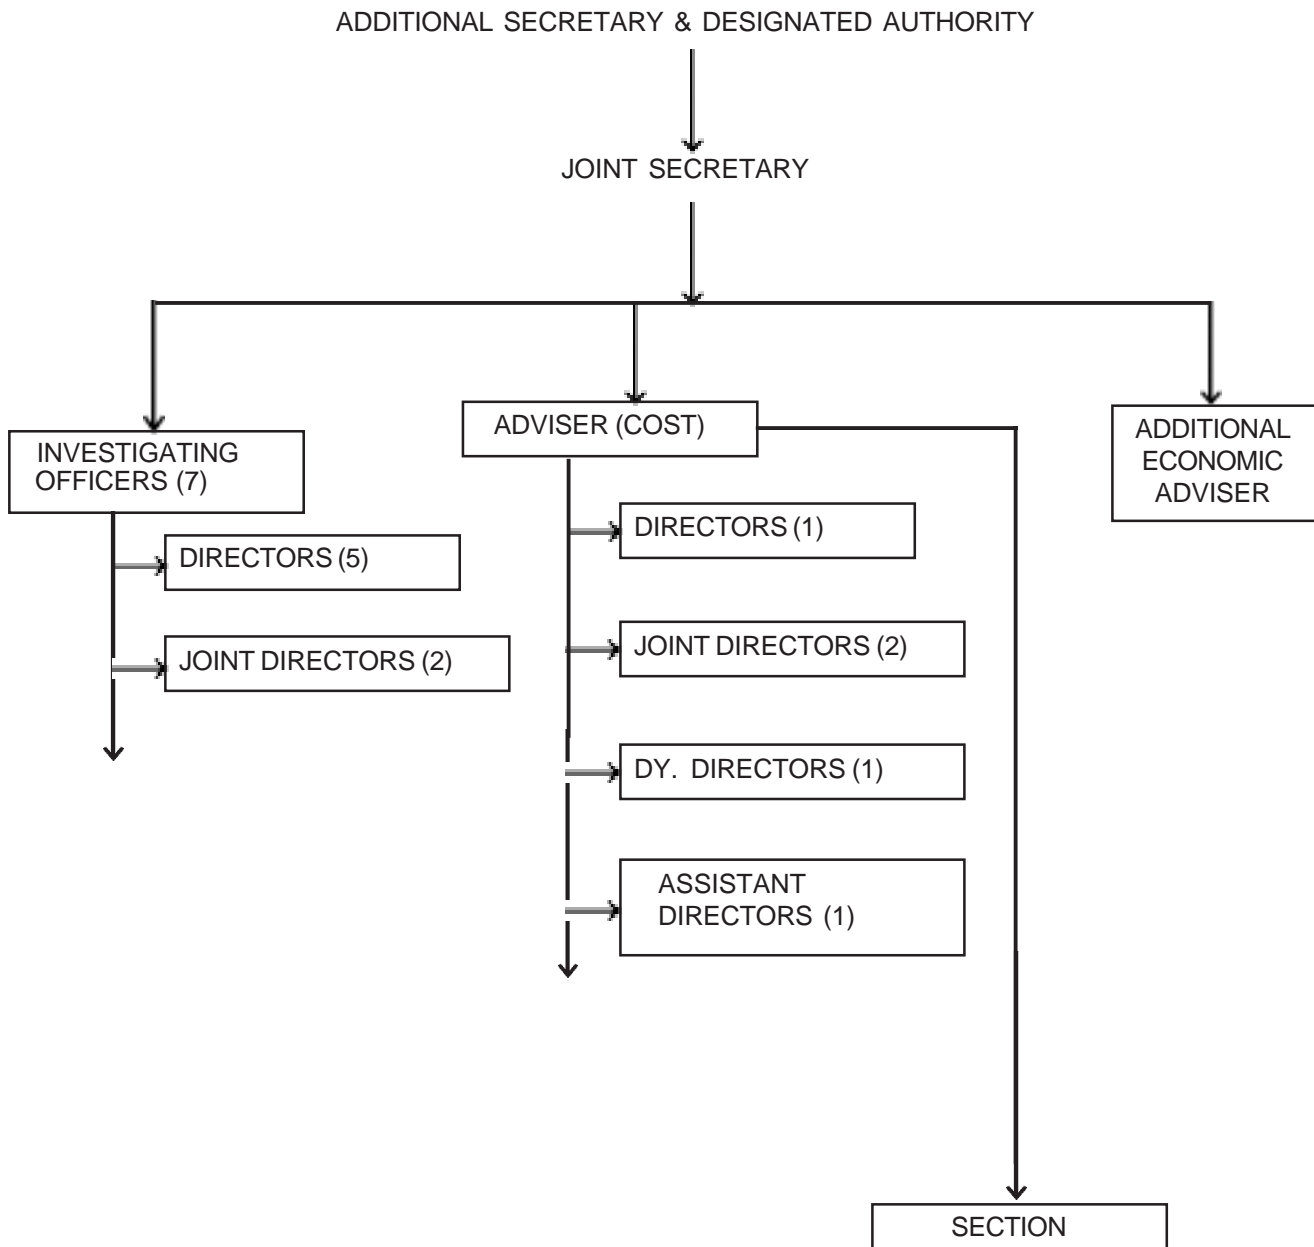 ADDITIONAL SECRETARY & DESIGNATED AUTHORITY
JOINT SECRETARY
INVESTIGATING
OFFICERS (7)
DIRECTORS (5)
JOINT DIRECTORS (2)
ADVISER (COST)
DIRECTORS (1)
JOINT DIRECTORS (2)
DY. DIRECTORS (1)
ASSISTANT
DIRECTORS (1)
ADDITIONAL
ECONOMIC
ADVISER
SECTION